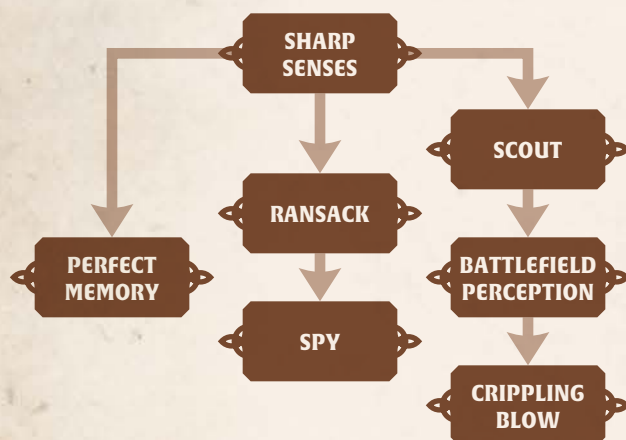 SHARP
SENSES
SCOUT
RANSACK
PERFECT
MEMORY
BATTLEFIELD
PERCEPTION
SPY
CRIPPLING
BLOW